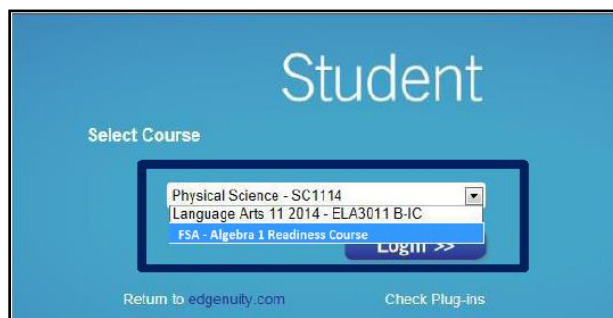 Student
Select Course
Physical Science - SC1114
Language Arts 11 2014 - ELA3011 B-IC
FSA - Algebra 1 Readiness Course
Login >>
Return to edgenuity.com Check Plug-ins